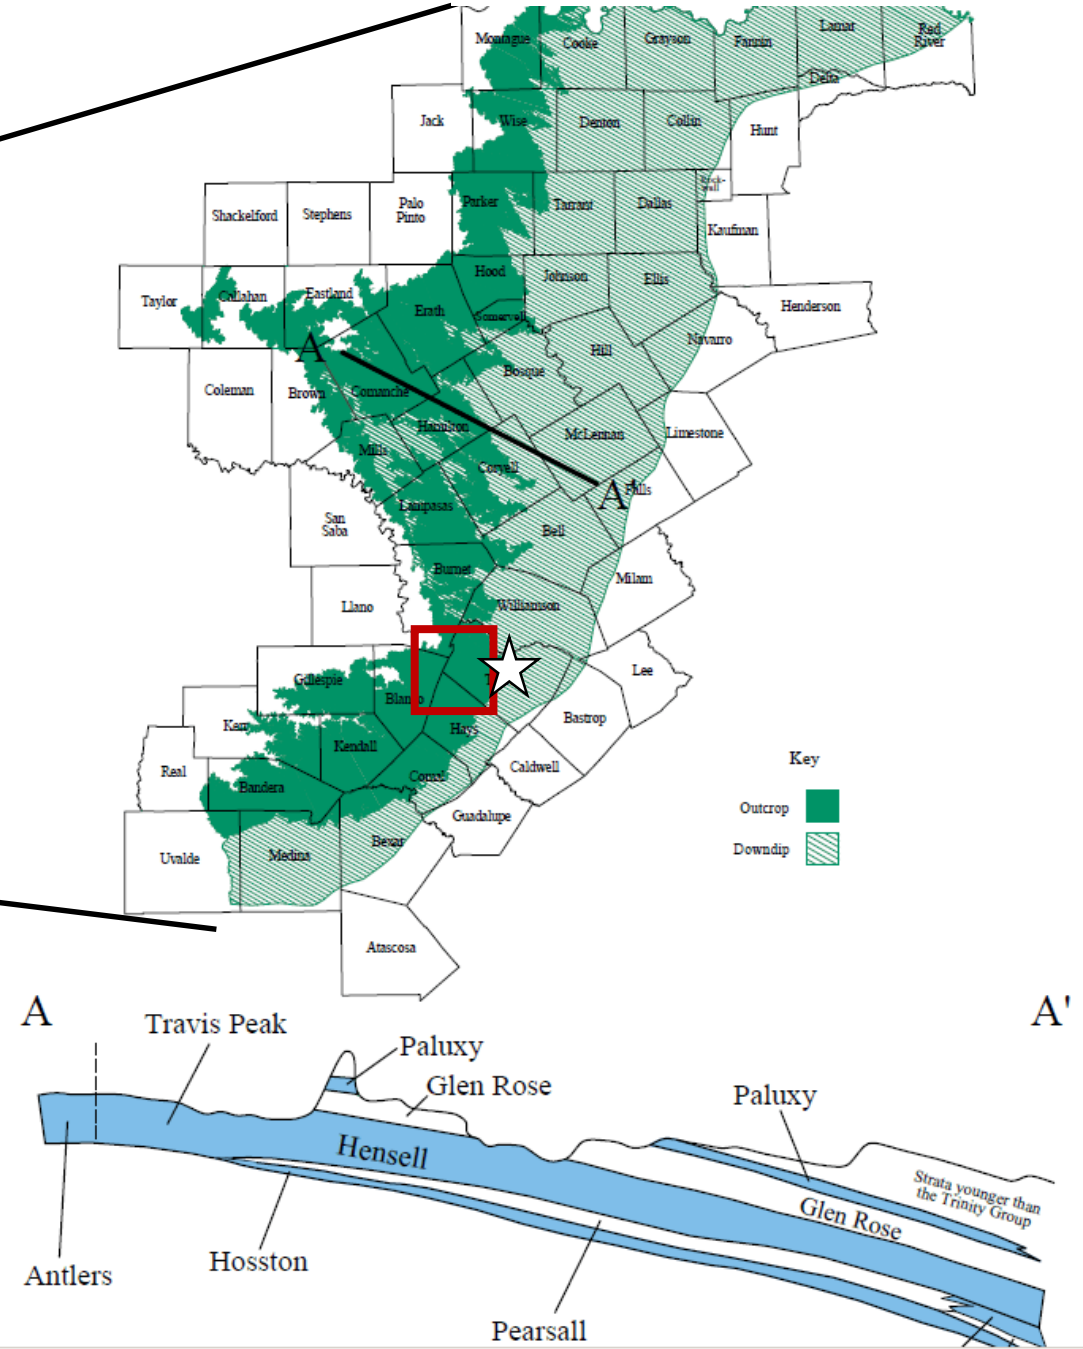 Montague
Cooke
Grayson
Fannin
Lamar
Red
River
Delta
Jack
Wise
Denton
Collin
Hunt
Rock-
wall
Shackelford
Stephens
Palo
Pinto
Parker
Tarrant
Dallas
Kaufman
Taylor
Callahan
Eastland
Erath
Hood
Somervell
Johnson
Ellis
Henderson
Navarro
Hill
Bosque
A
Coleman
Brown
Comanche
Hamilton
McLennan
Limestone
Mills
Coryell
A'
Falls
Lampasas
San
Saba
Bell
Burnet
Milam
Llano
Williamson
Lee
Gillespie
Blanco
T
Bastrop
Kerr
Kendall
Hays
Caldwell
Real
Bandera
Comal
Guadalupe
Uvalde
Medina
Bexar
Atascosa
Key
Outcrop
Downdip
A
A'
Travis Peak
Paluxy
Glen Rose
Paluxy
Hensell
Strata younger than
the Trinity Group
Glen Rose
Antlers
Hosston
Pearsall